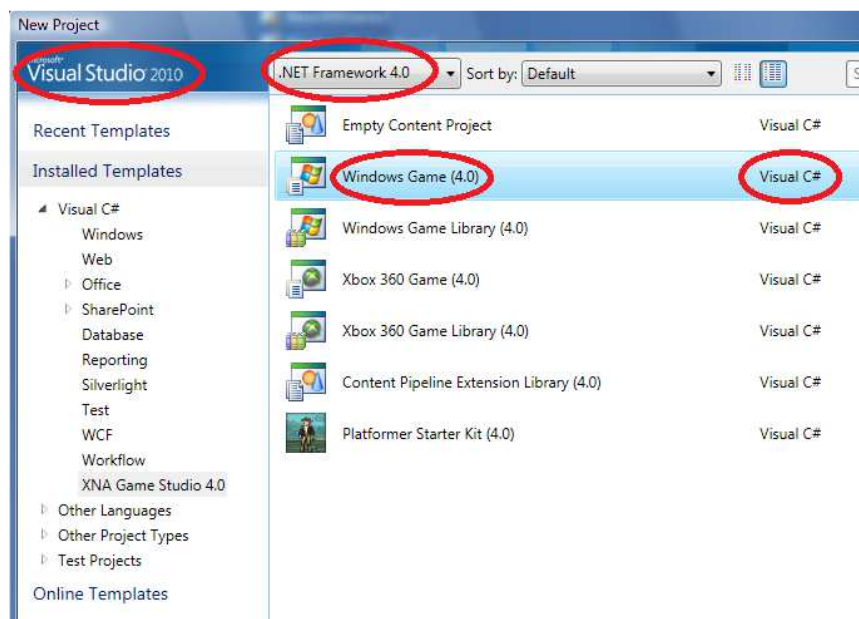 New Project
Microsoft®
Visual Studio 2010
.NET Framework 4.0
Sort by: Default
Recent Templates
Installed Templates
Visual C#
Windows
Web
Office
SharePoint
Database
Reporting
Silverlight
Test
WCF
Workflow
XNA Game Studio 4.0
Other Languages
Other Project Types
Test Projects
Online Templates
Empty Content Project Visual C#
Windows Game (4.0) Visual C#
Windows Game Library (4.0) Visual C#
Xbox 360 Game (4.0) Visual C#
Xbox 360 Game Library (4.0) Visual C#
Content Pipeline Extension Library (4.0) Visual C#
Platformer Starter Kit (4.0) Visual C#